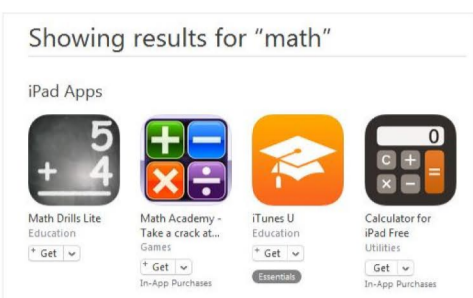 Showing results for “math”
iPad Apps
5
+ 4
0
C +
× − =
Math Drills Lite
Education
+ Get
Math Academy -
Take a crack at...
Games
+ Get
In-App Purchases
iTunes U
Education
+ Get
Essentials
Calculator for
iPad Free
Utilities
Get
In-App Purchases